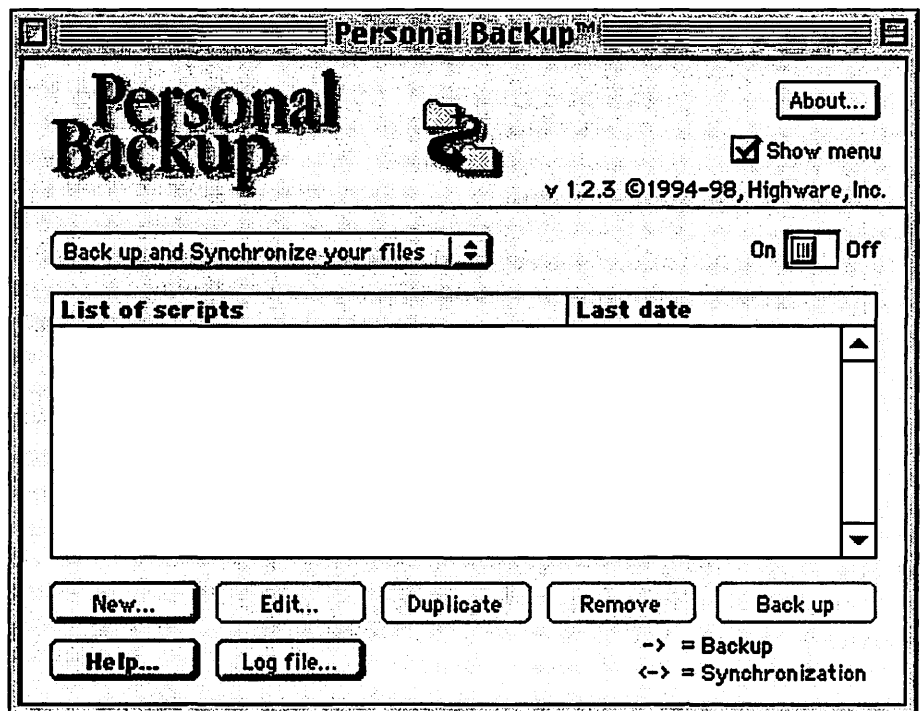 Personal Backup™
Personal
Backup
About...
Show menu
v 1.2.3 ©1994-98, Highware, Inc.
Back up and Synchronize your files
On Off
List of scripts Last date
New... Edit... Duplicate Remove Back up
Help... Log file...
-> = Backup
<-> = Synchronization